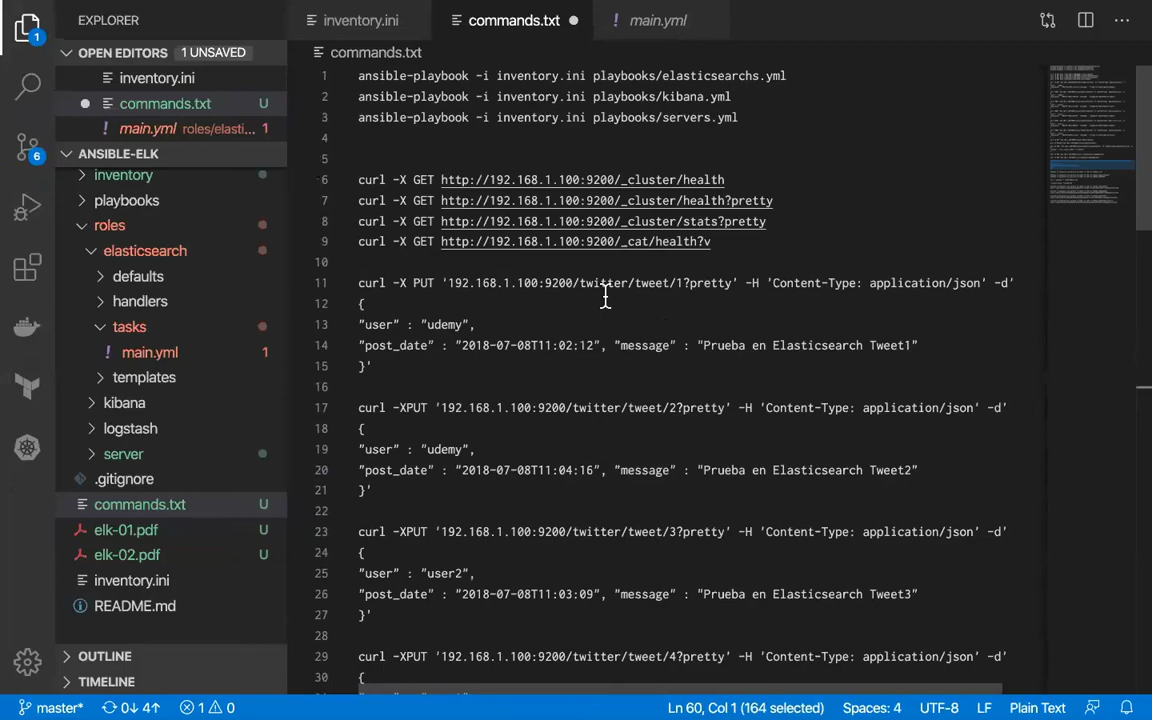 EXPLORER
inventory.ini
commands.txt
main.yml
OPEN EDITORS 1 UNSAVED
inventory.ini
commands.txt U
main.yml roles/elasti... 1
ANSIBLE-ELK
inventory
playbooks
roles
elasticsearch
defaults
handlers
tasks
main.yml 1
templates
kibana
logstash
server
.gitignore
commands.txt U
elk-01.pdf U
elk-02.pdf U
inventory.ini
README.md
OUTLINE
TIMELINE
1
6
commands.txt
1 ansible-playbook -i inventory.ini playbooks/elasticsearchs.yml
2 ansible-playbook -i inventory.ini playbooks/kibana.yml
3 ansible-playbook -i inventory.ini playbooks/servers.yml
4
5
6 curl -X GET http://192.168.1.100:9200/_cluster/health
7 curl -X GET http://192.168.1.100:9200/_cluster/health?pretty
8 curl -X GET http://192.168.1.100:9200/_cluster/stats?pretty
9 curl -X GET http://192.168.1.100:9200/_cat/health?v
10
11 curl -X PUT '192.168.1.100:9200/twitter/tweet/1?pretty' -H 'Content-Type: application/json' -d'
12 {
13 "user" : "udemy",
14 "post_date" : "2018-07-08T11:02:12", "message" : "Prueba en Elasticsearch Tweet1"
15 }'
16
17 curl -XPUT '192.168.1.100:9200/twitter/tweet/2?pretty' -H 'Content-Type: application/json' -d'
18 {
19 "user" : "udemy",
20 "post_date" : "2018-07-08T11:04:16", "message" : "Prueba en Elasticsearch Tweet2"
21 }'
22
23 curl -XPUT '192.168.1.100:9200/twitter/tweet/3?pretty' -H 'Content-Type: application/json' -d'
24 {
25 "user" : "user2",
26 "post_date" : "2018-07-08T11:03:09", "message" : "Prueba en Elasticsearch Tweet3"
27 }'
28
29 curl -XPUT '192.168.1.100:9200/twitter/tweet/4?pretty' -H 'Content-Type: application/json' -d'
30 {
master* 0↓ 4↑ 1 0 Ln 60, Col 1 (164 selected) Spaces: 4 UTF-8 LF Plain Text